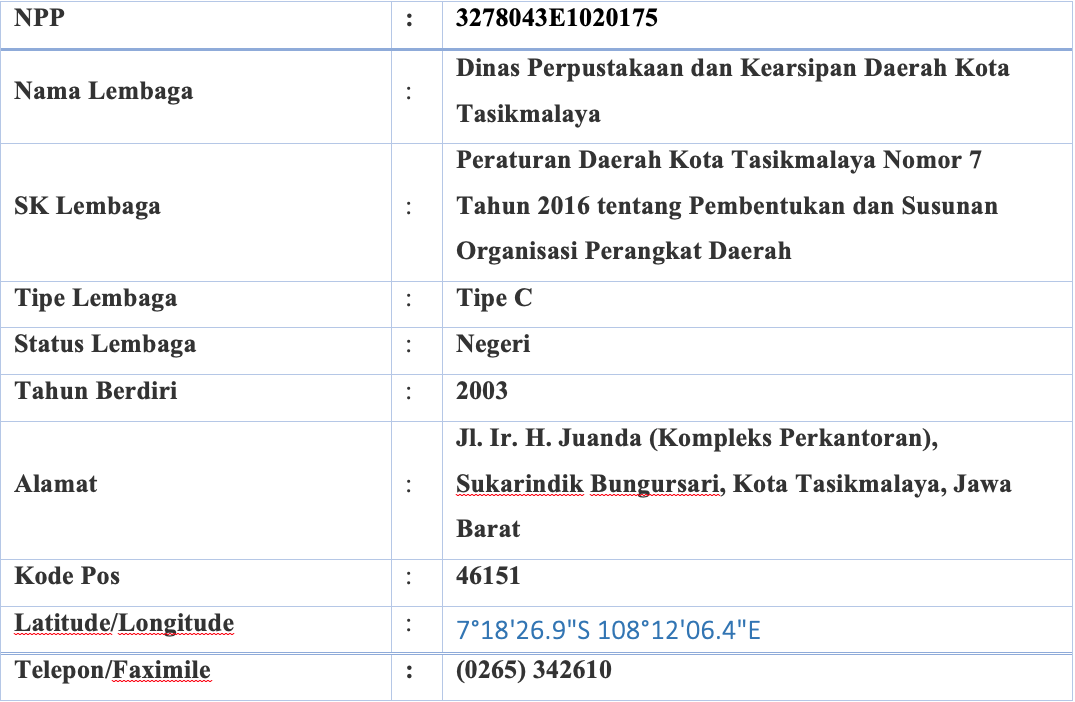 NPP : 3278043E1020175
Nama Lembaga : Dinas Perpustakaan dan Kearsipan Daerah Kota
Tasikmalaya
SK Lembaga : Peraturan Daerah Kota Tasikmalaya Nomor 7
Tahun 2016 tentang Pembentukan dan Susunan
Organisasi Perangkat Daerah
Tipe Lembaga : Tipe C
Status Lembaga : Negeri
Tahun Berdiri : 2003
Alamat : Jl. Ir. H. Juanda (Kompleks Perkantoran),
Sukarindik Bungursari, Kota Tasikmalaya, Jawa
Barat
Kode Pos : 46151
Latitude/Longitude : 7°18'26.9"S 108°12'06.4"E
Telepon/Faximile : (0265) 342610